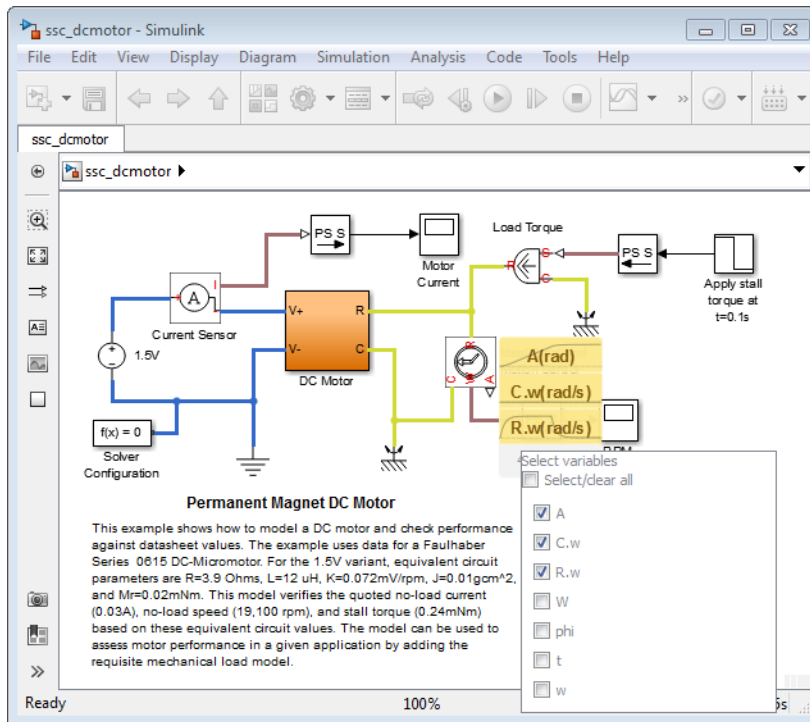 ssc_dcmotor - Simulink
File Edit View Display Diagram Simulation Analysis Code Tools Help
ssc_dcmotor
ssc_dcmotor
Load Torque
PS S
PS S
R
S
C
Motor
Current
Apply stall
torque at
t=0.1s
A
I
Current Sensor
V+ R
V- C
DC Motor
1.5V
R
C
W
A
A(rad)
C.w(rad/s)
R.w(rad/s)
f(x) = 0
Solver
Configuration
Select variables
Select/clear all
A
C.w
R.w
W
phi
t
w
Permanent Magnet DC Motor
This example shows how to model a DC motor and check performance
against datasheet values. The example uses data for a Faulhaber
Series 0615 DC-Micromotor. For the 1.5V variant, equivalent circuit
parameters are R=3.9 Ohms, L=12 uH, K=0.072mV/rpm, J=0.01gcm^2,
and Mr=0.02mNm. This model verifies the quoted no-load current
(0.03A), no-load speed (19,100 rpm), and stall torque (0.24mNm)
based on these equivalent circuit values. The model can be used to
assess motor performance in a given application by adding the
requisite mechanical load model.
Ready 100%